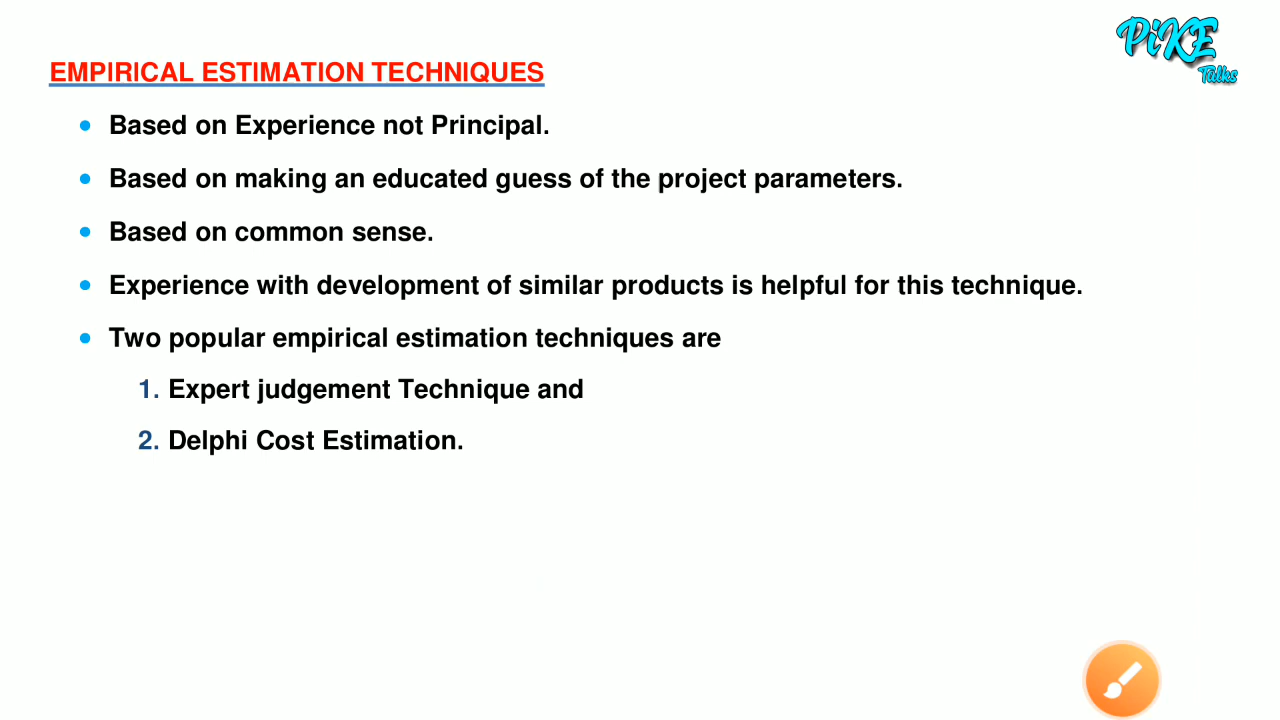 PiKE
Talks
EMPIRICAL ESTIMATION TECHNIQUES
Based on Experience not Principal.
Based on making an educated guess of the project parameters.
Based on common sense.
Experience with development of similar products is helpful for this technique.
Two popular empirical estimation techniques are
1. Expert judgement Technique and
2. Delphi Cost Estimation.